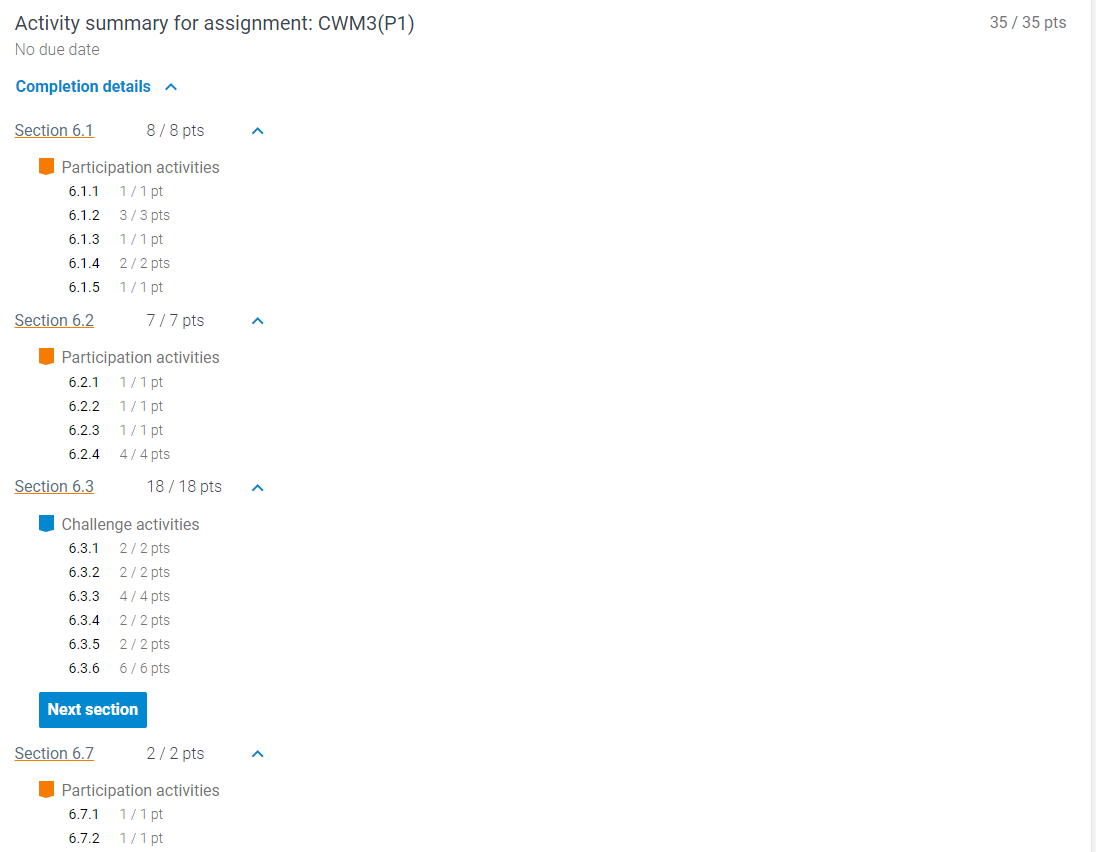 Activity summary for assignment: CWM3(P1) 35 / 35 pts
No due date
Completion details
Section 6.1 8 / 8 pts
Participation activities
6.1.1 1 / 1 pt
6.1.2 3 / 3 pts
6.1.3 1 / 1 pt
6.1.4 2 / 2 pts
6.1.5 1 / 1 pt
Section 6.2 7 / 7 pts
Participation activities
6.2.1 1 / 1 pt
6.2.2 1 / 1 pt
6.2.3 1 / 1 pt
6.2.4 4 / 4 pts
Section 6.3 18 / 18 pts
Challenge activities
6.3.1 2 / 2 pts
6.3.2 2 / 2 pts
6.3.3 4 / 4 pts
6.3.4 2 / 2 pts
6.3.5 2 / 2 pts
6.3.6 6 / 6 pts
Next section
Section 6.7 2 / 2 pts
Participation activities
6.7.1 1 / 1 pt
6.7.2 1 / 1 pt